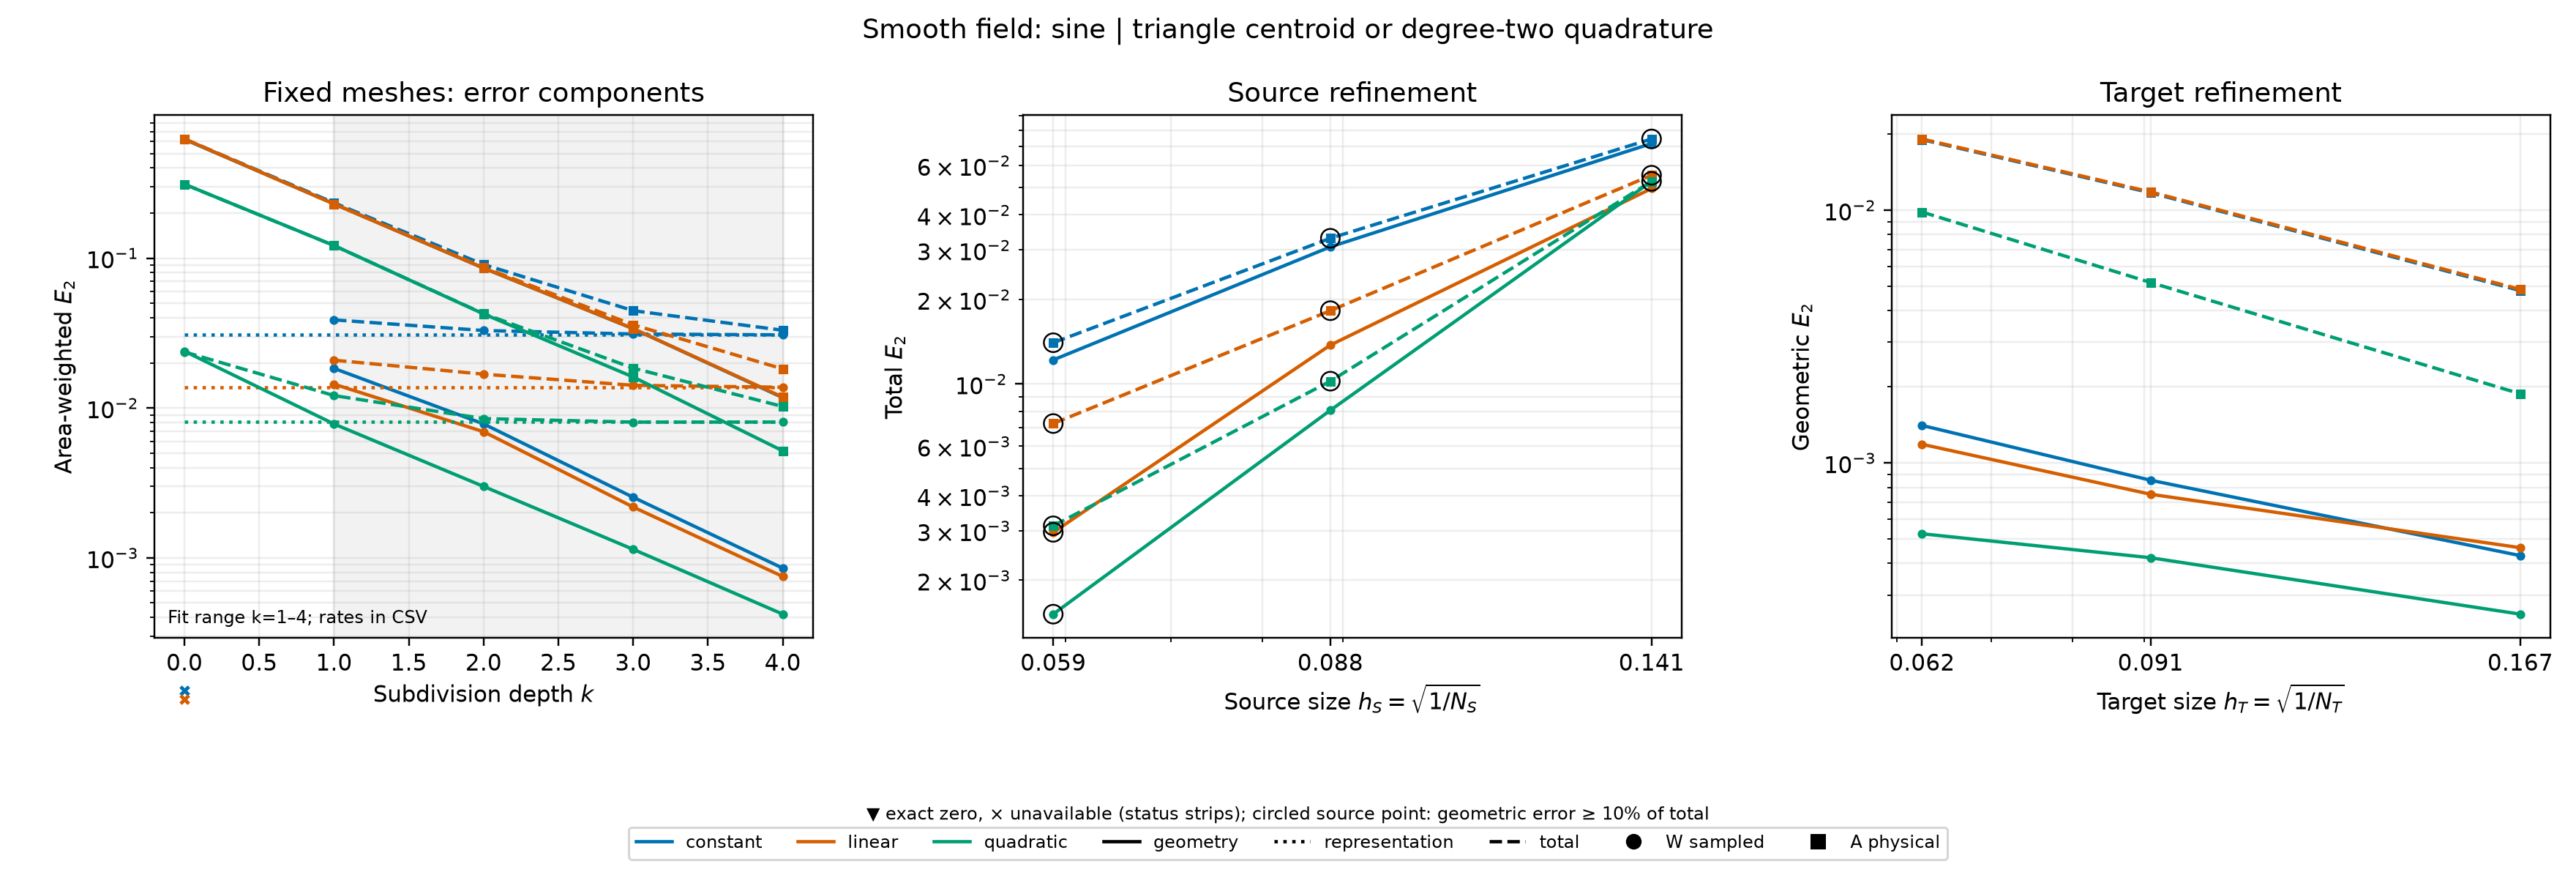 Smooth field: sine | triangle centroid or degree-two quadrature
Fixed meshes: error components
Area-weighted E₂
10⁻¹
10⁻²
10⁻³
Fit range k=1–4; rates in CSV
0.0 0.5 1.0 1.5 2.0 2.5 3.0 3.5 4.0
Subdivision depth k
Source refinement
Total E₂
6 × 10⁻²
4 × 10⁻²
3 × 10⁻²
2 × 10⁻²
10⁻²
6 × 10⁻³
4 × 10⁻³
3 × 10⁻³
2 × 10⁻³
0.059 0.088 0.141
Source size h_S = √1/N_S
Target refinement
Geometric E₂
10⁻²
10⁻³
0.062 0.091 0.167
Target size h_T = √1/N_T
▼ exact zero, × unavailable (status strips); circled source point: geometric error ≥ 10% of total
constant linear quadratic geometry representation total W sampled A physical